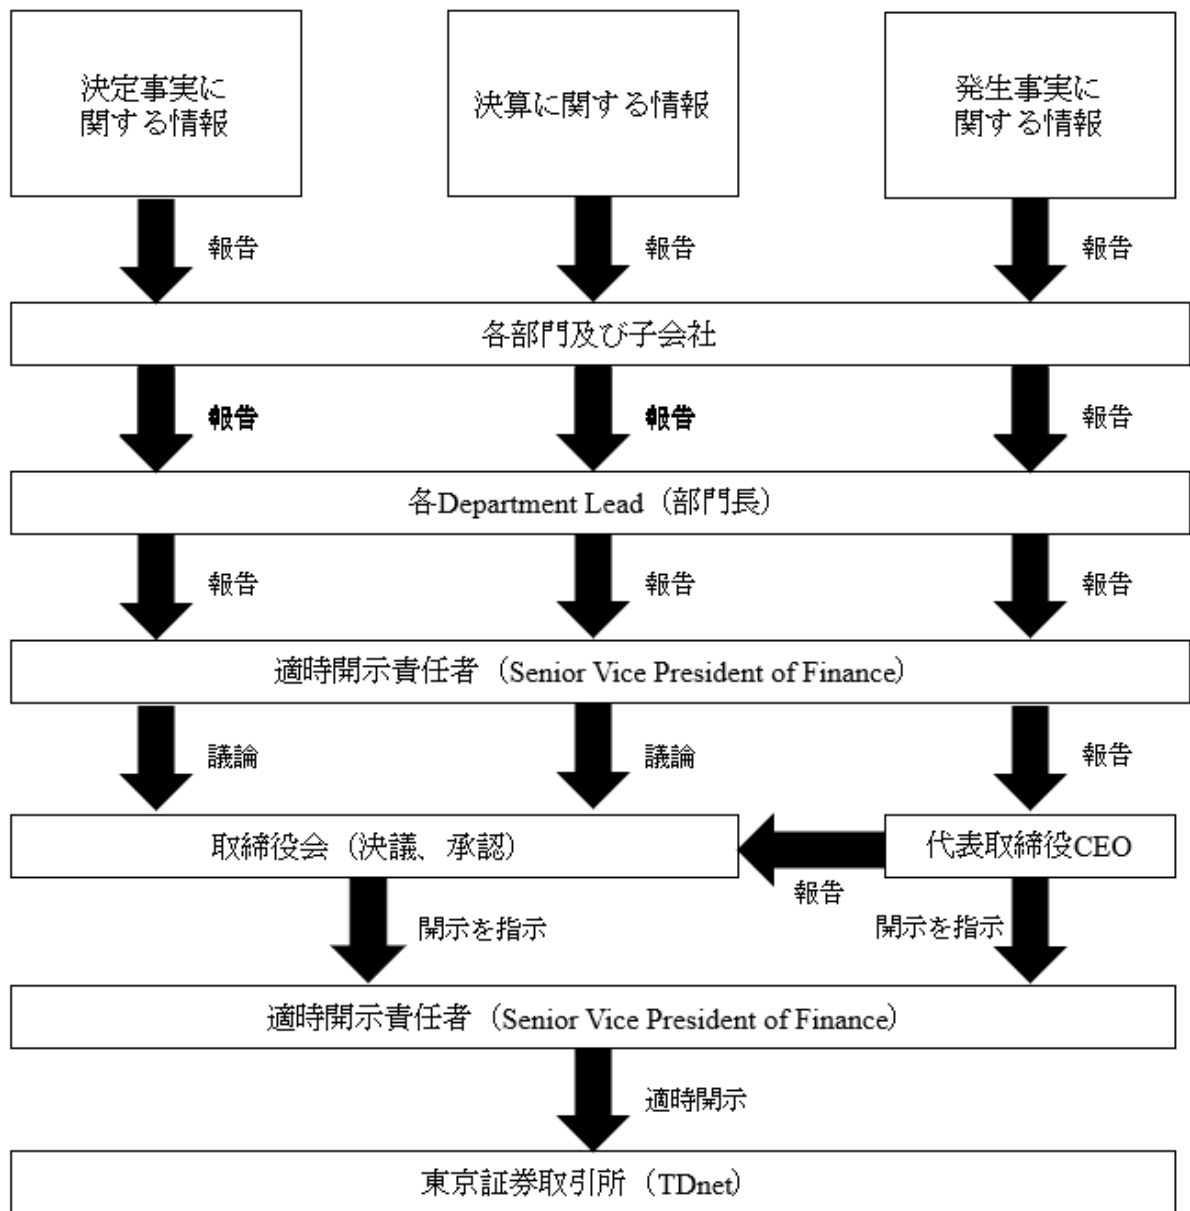 決定事実に
関する情報
決算に関する情報
発生事実に
関する情報
報告
報告
報告
各部門及び子会社
報告
報告
報告
各Department Lead（部門長）
報告
報告
報告
適時開示責任者（Senior Vice President of Finance）
議論
議論
報告
取締役会（決議、承認）
代表取締役CEO
報告
開示を指示
開示を指示
適時開示責任者（Senior Vice President of Finance）
適時開示
東京証券取引所（TDnet）